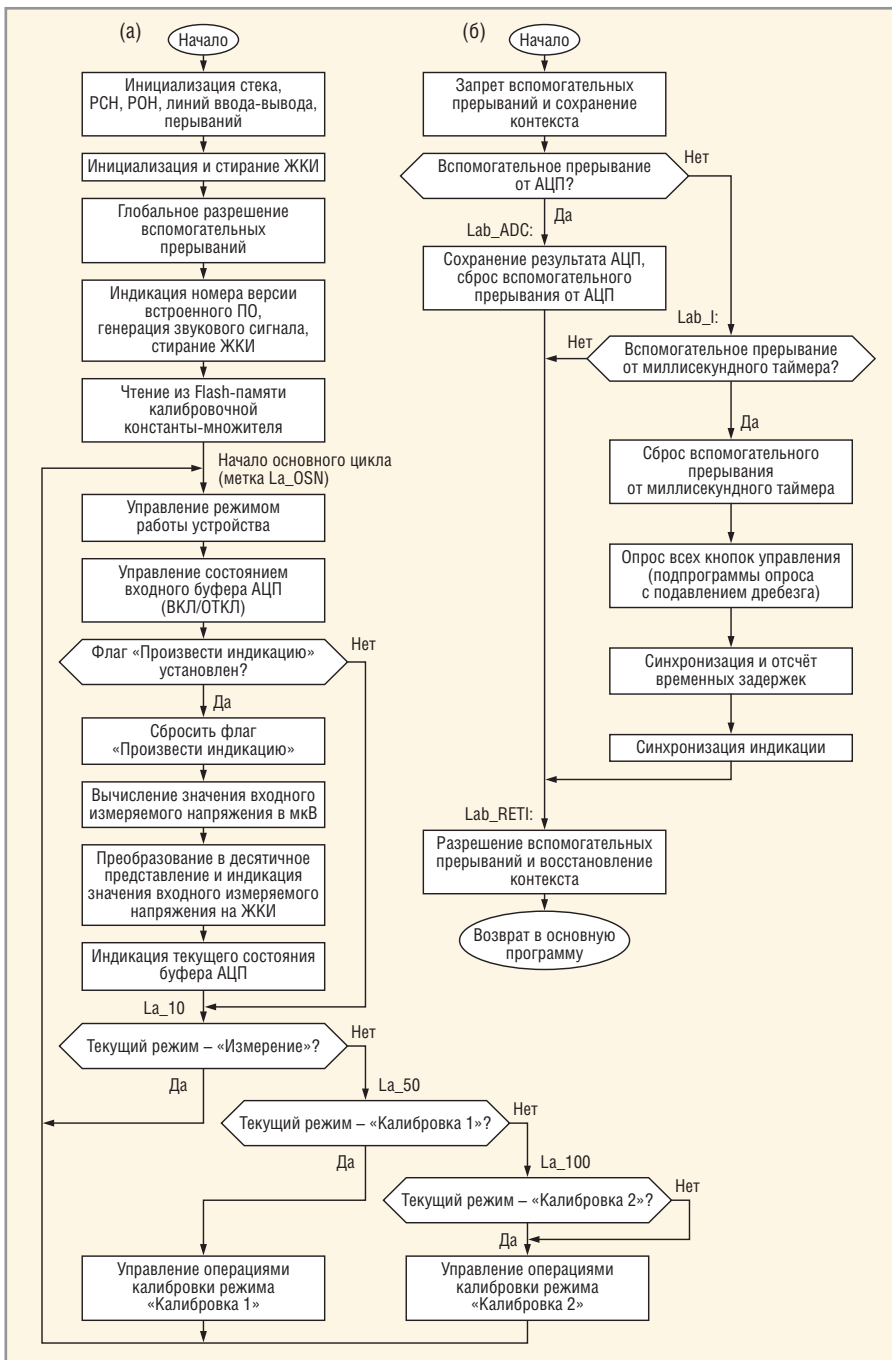 (а)
Начало
Инициализация стека,
РСН, РОН, линий ввода-вывода,
перываний
Инициализация и стирание ЖКИ
Глобальное разрешение
вспомогательных
прерываний
Индикация номера версии
встроенного ПО,
генерация звукового сигнала,
стирание ЖКИ
Чтение из Flash-памяти
калибровочной
константы-множителя
Начало основного цикла
(метка La_OSN)
Управление режимом
работы устройства
Управление состоянием
входного буфера АЦП
(ВКЛ/ОТКЛ)
Флаг «Произвести индикацию»
установлен?
Нет
Да
Сбросить флаг
«Произвести индикацию»
Вычисление значения входного
измеряемого напряжения в мкВ
Преобразование в десятичное
представление и индикация
значения входного измеряемого
напряжения на ЖКИ
Индикация текущего состояния
буфера АЦП
La_10
Текущий режим – «Измерение»?
Нет
Да
La_50
Текущий режим – «Калибровка 1»?
Нет
Да
La_100
Текущий режим – «Калибровка 2»?
Нет
Да
Управление операциями
калибровки режима
«Калибровка 1»
Управление операциями
калибровки режима
«Калибровка 2»
(б)
Начало
Запрет вспомогательных
прерываний и сохранение
контекста
Вспомогательное прерывание
от АЦП?
Нет
Да
Lab_ADC:
Сохранение результата АЦП,
сброс вспомогательного
прерывания от АЦП
Lab_I:
Нет
Вспомогательное прерывание
от миллисекундного таймера?
Да
Сброс вспомогательного
прерывания
от миллисекундного таймера
Опрос всех кнопок управления
(подпрограммы опроса
с подавлением дребезга)
Синхронизация и отсчёт
временных задержек
Синхронизация индикации
Lab_RETI:
Разрешение вспомогательных
прерываний и восстановление
контекста
Возврат в основную
программу